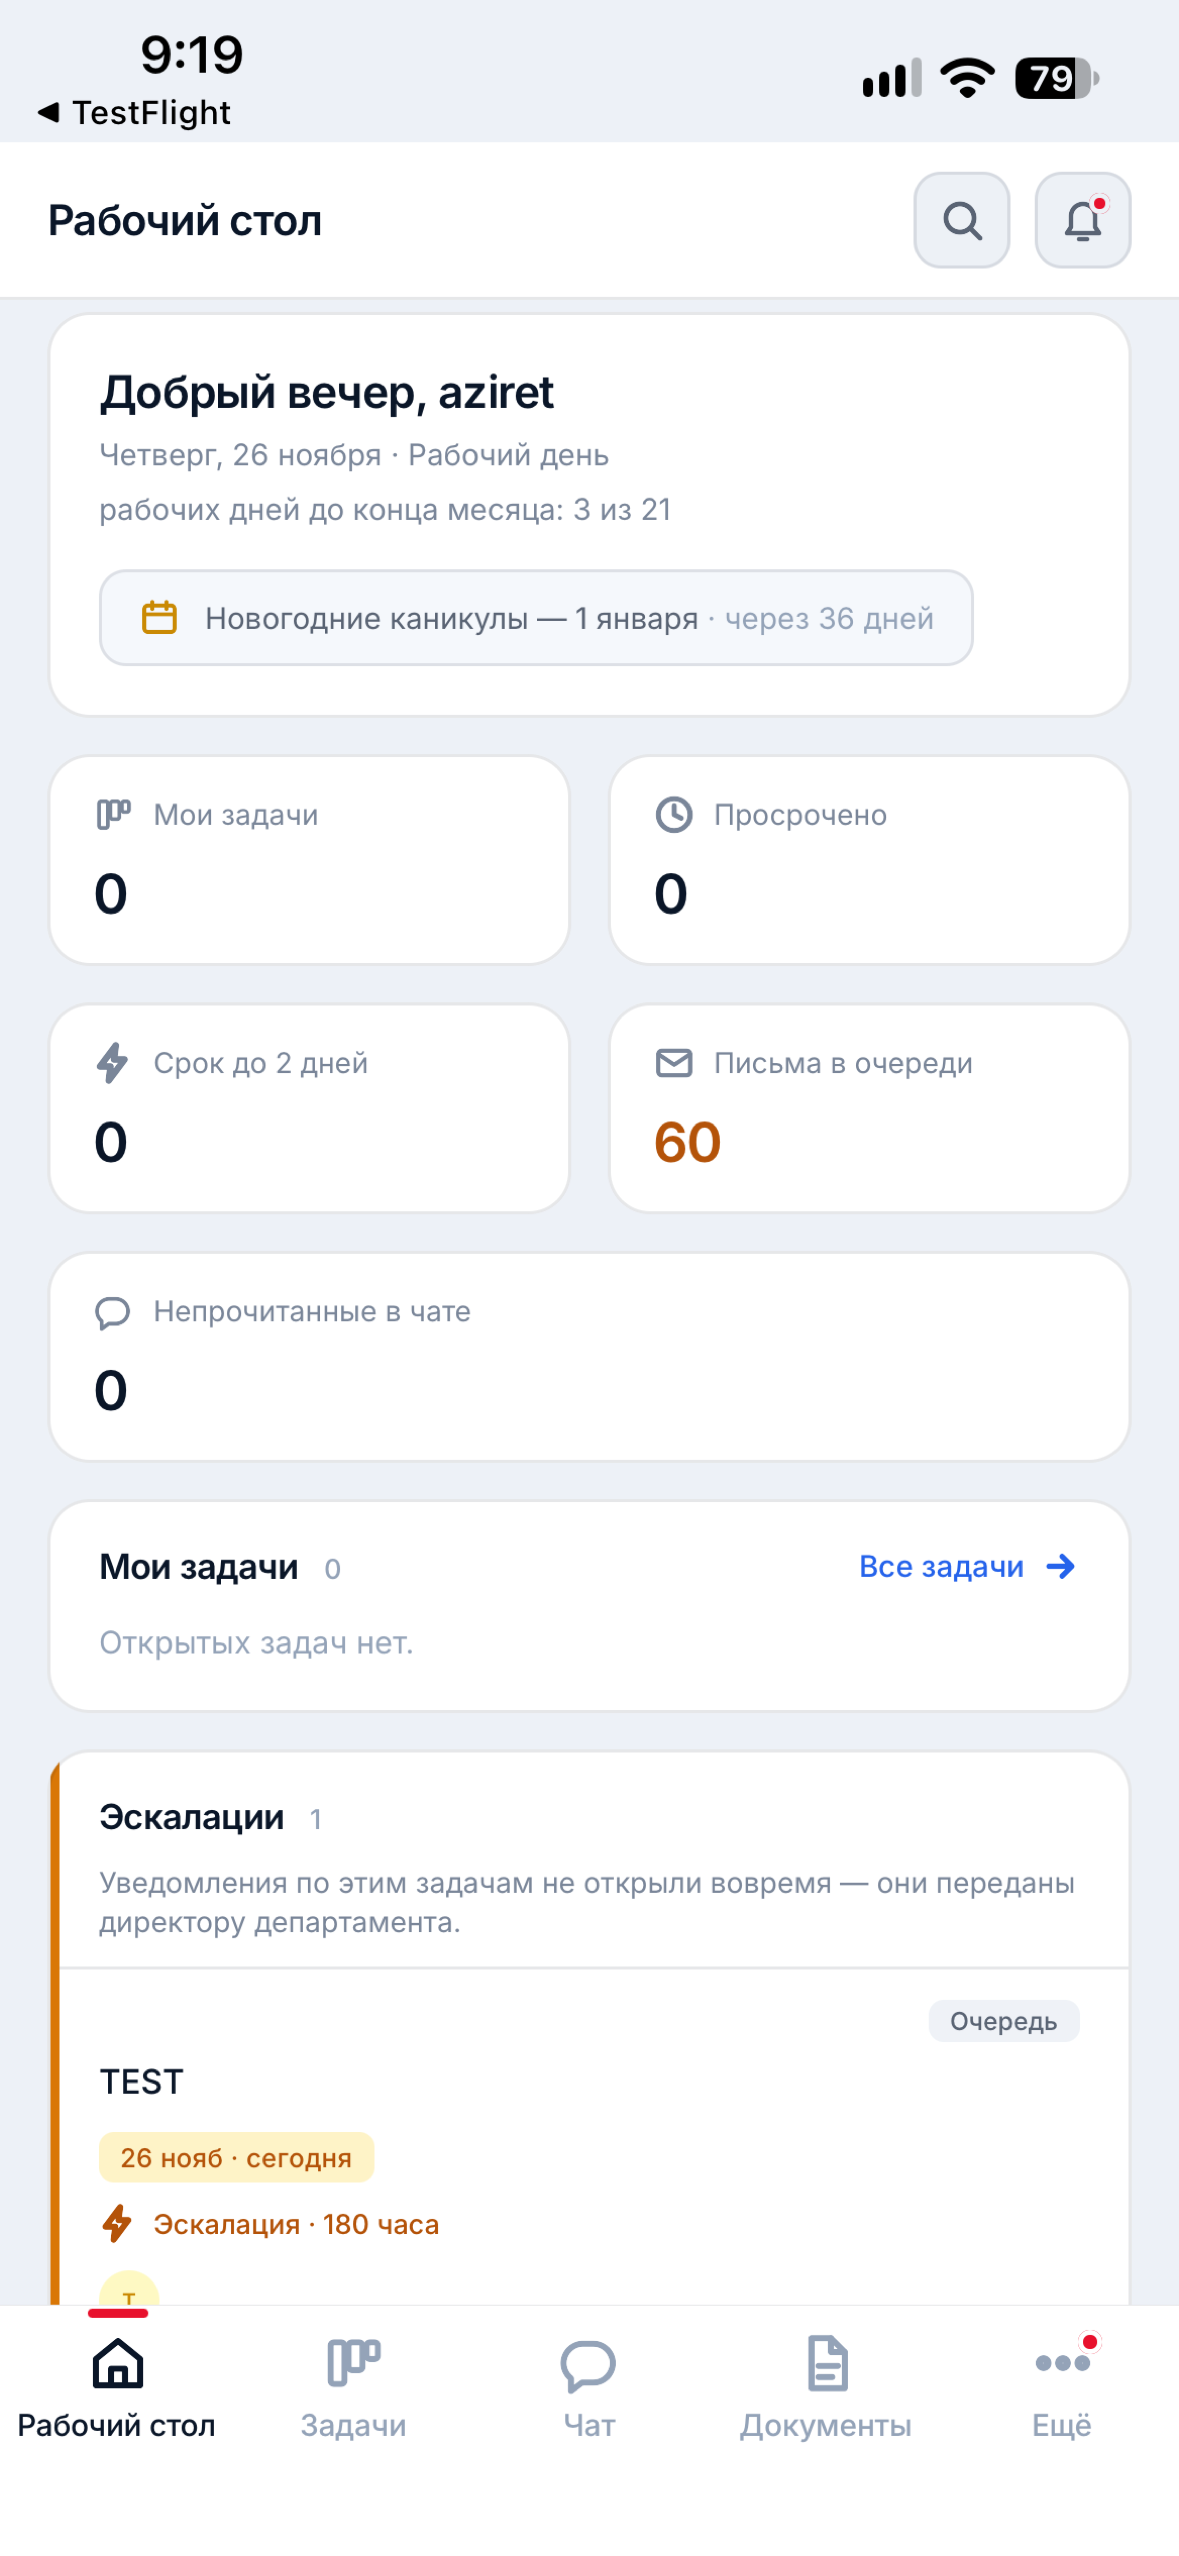 9:19
79
◀ TestFlight
Рабочий стол
Добрый вечер, aziret
Четверг, 26 ноября · Рабочий день
рабочих дней до конца месяца: 3 из 21
Новогодние каникулы — 1 января · через 36 дней
Мои задачи
0
Просрочено
0
Срок до 2 дней
0
Письма в очереди
60
Непрочитанные в чате
0
Мои задачи 0
Все задачи →
Открытых задач нет.
Эскалации 1
Уведомления по этим задачам не открыли вовремя — они переданы
директору департамента.
Очередь
TEST
26 нояб · сегодня
Эскалация · 180 часа
T
Рабочий стол
Задачи
Чат
Документы
Ещё